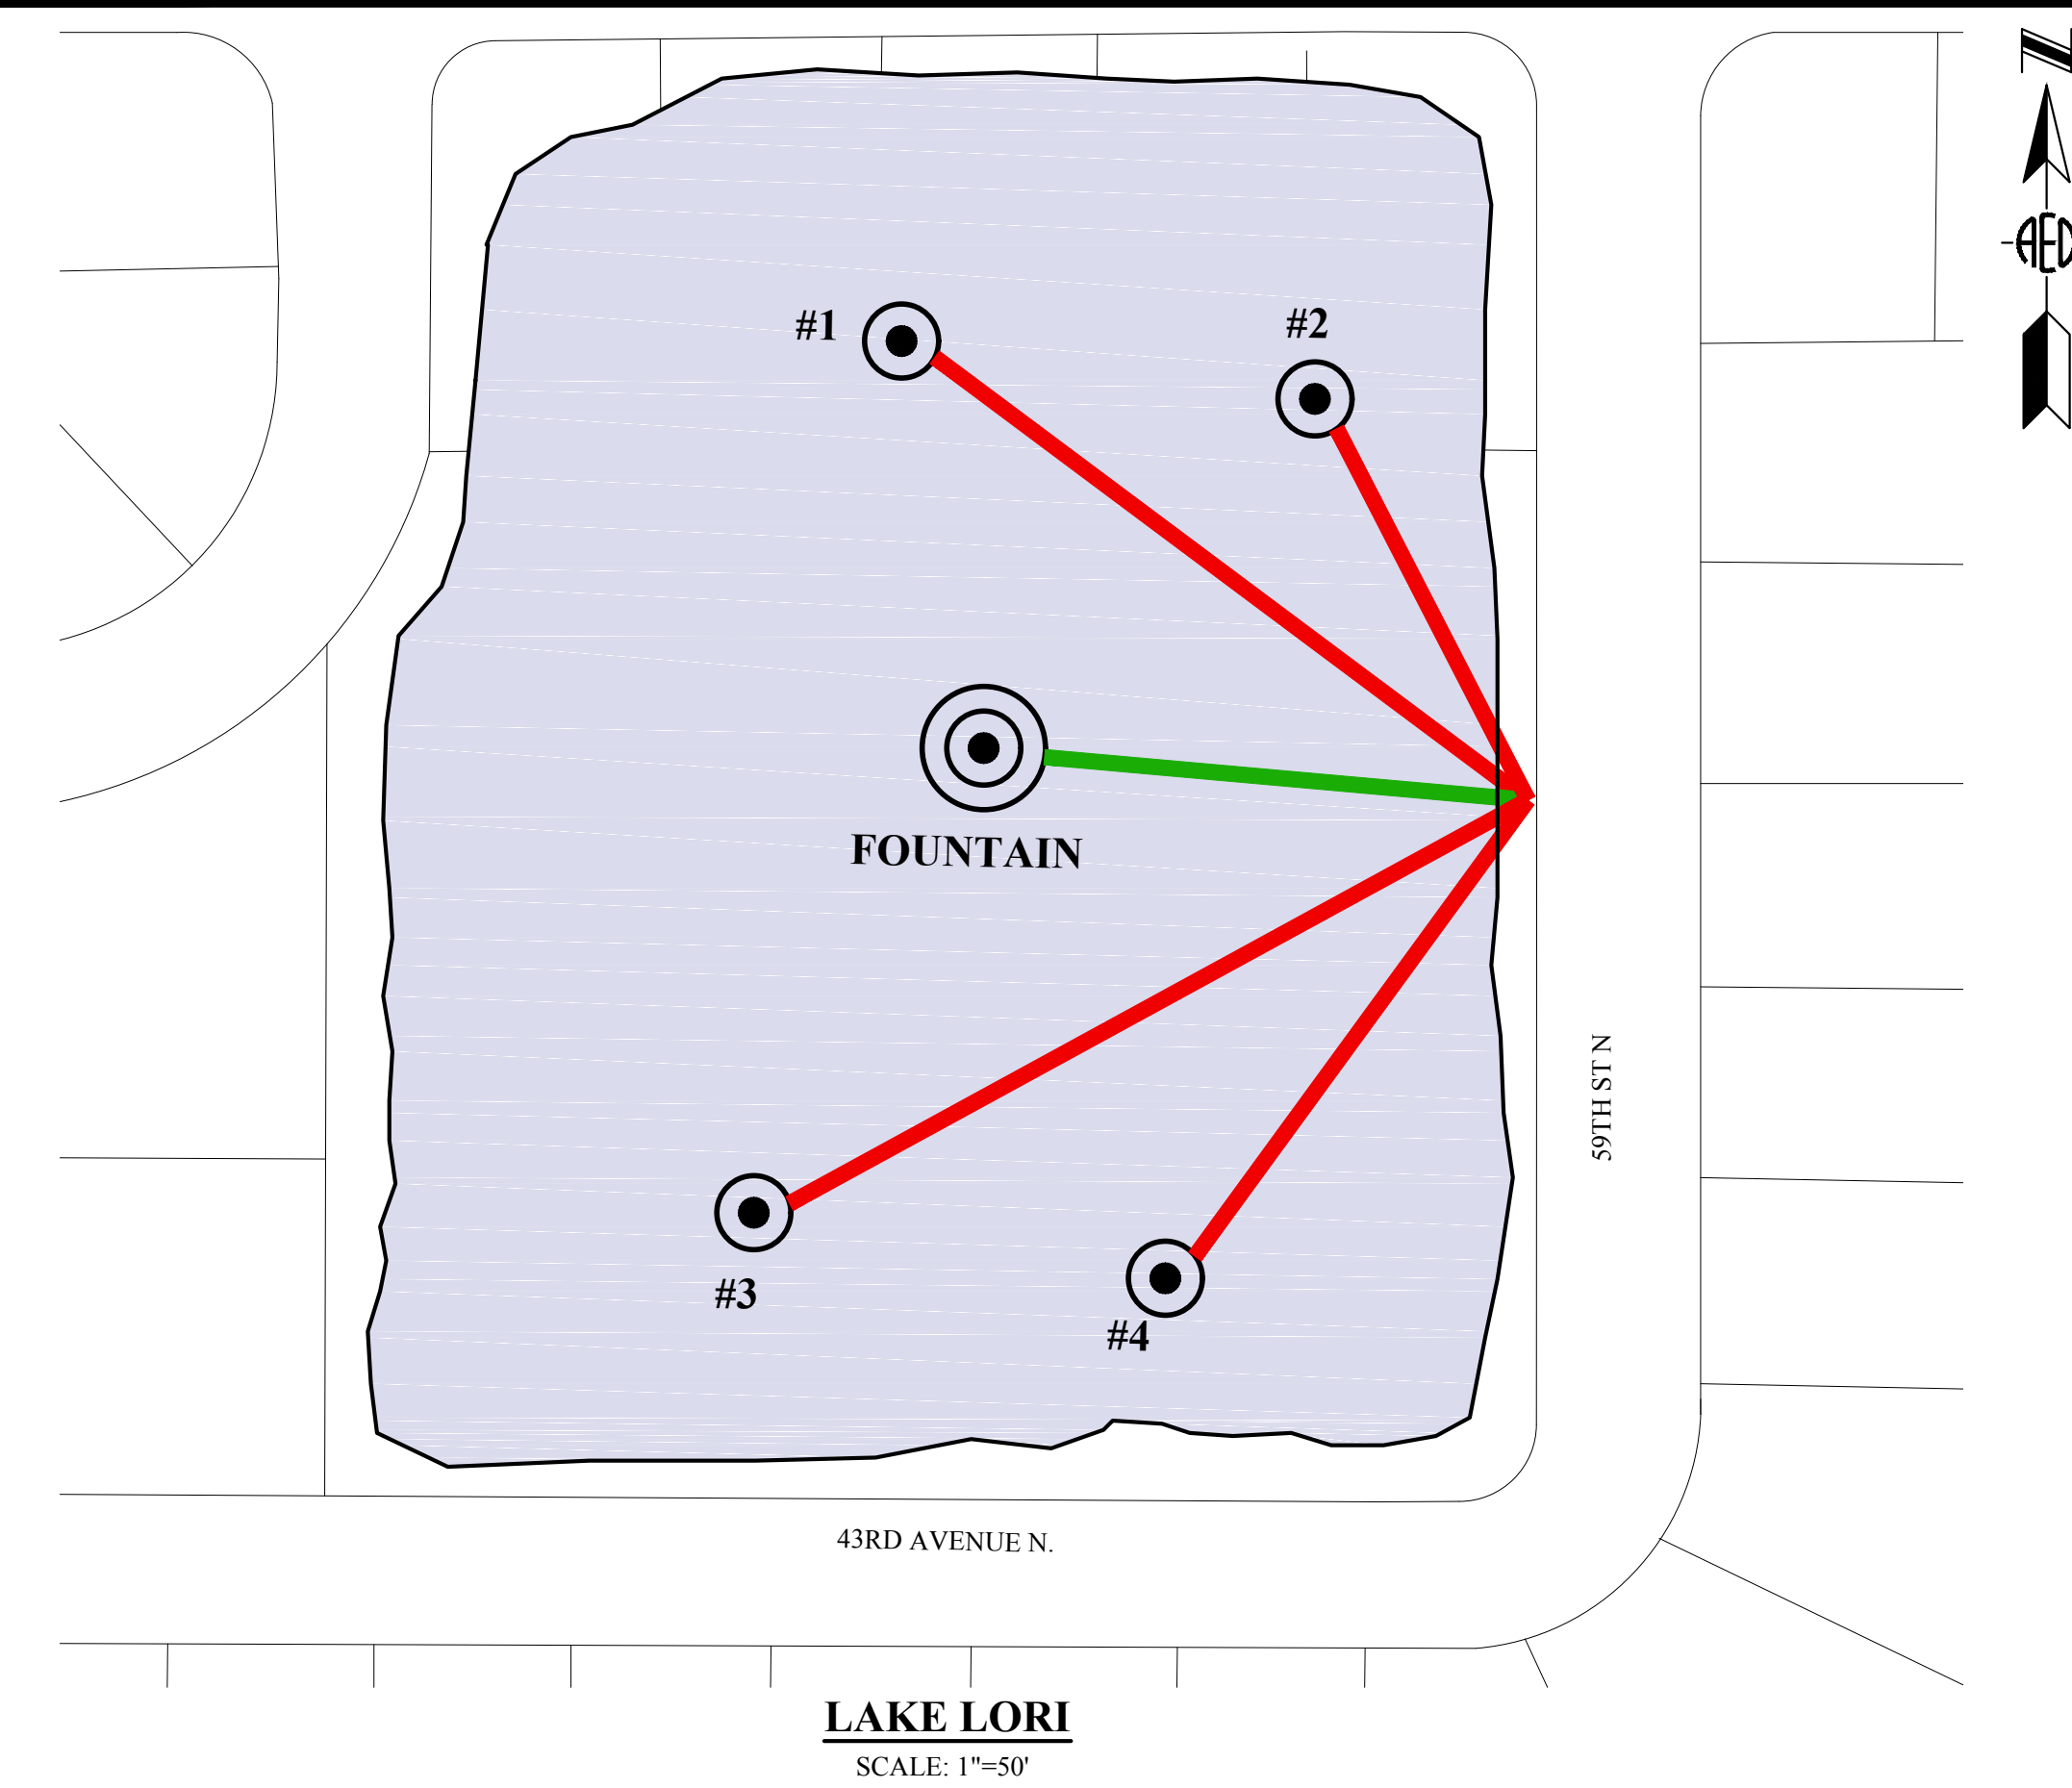 N
#1
#2
FOUNTAIN
59TH ST N
#3
#4
43RD AVENUE N.
LAKE LORI
SCALE: 1"=50'